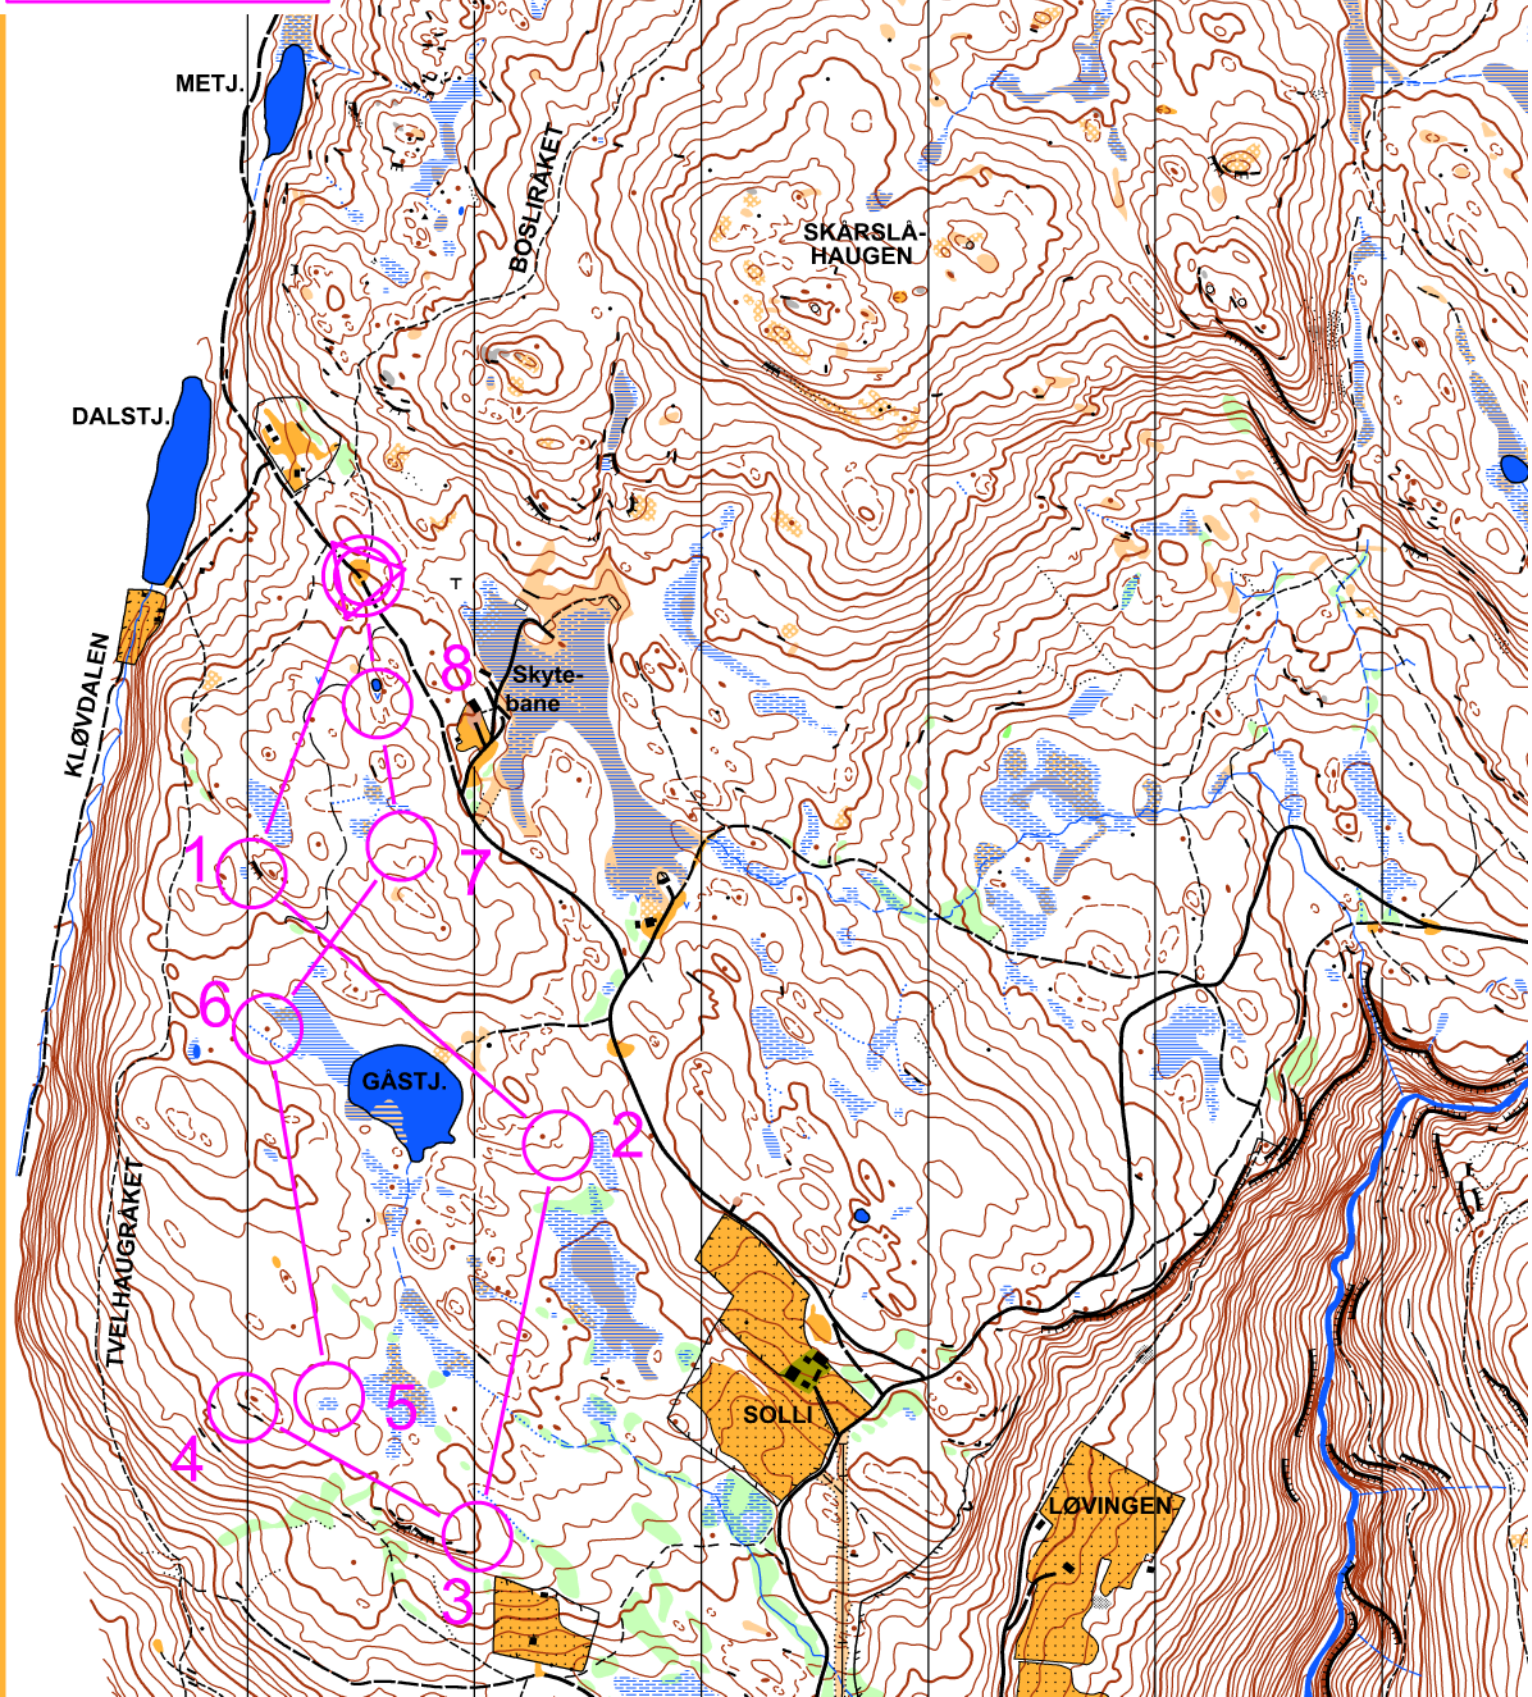 METJ.
BOSLIRÅKET
SKÅRSLÅ-
HAUGEN
DALSTJ.
KLØVDALEN
8
Skyte-
bane
1
7
6
GÅSTJ.
2
TVELHAUGRÅKET
5
SOLLI
4
LØVINGEN
3